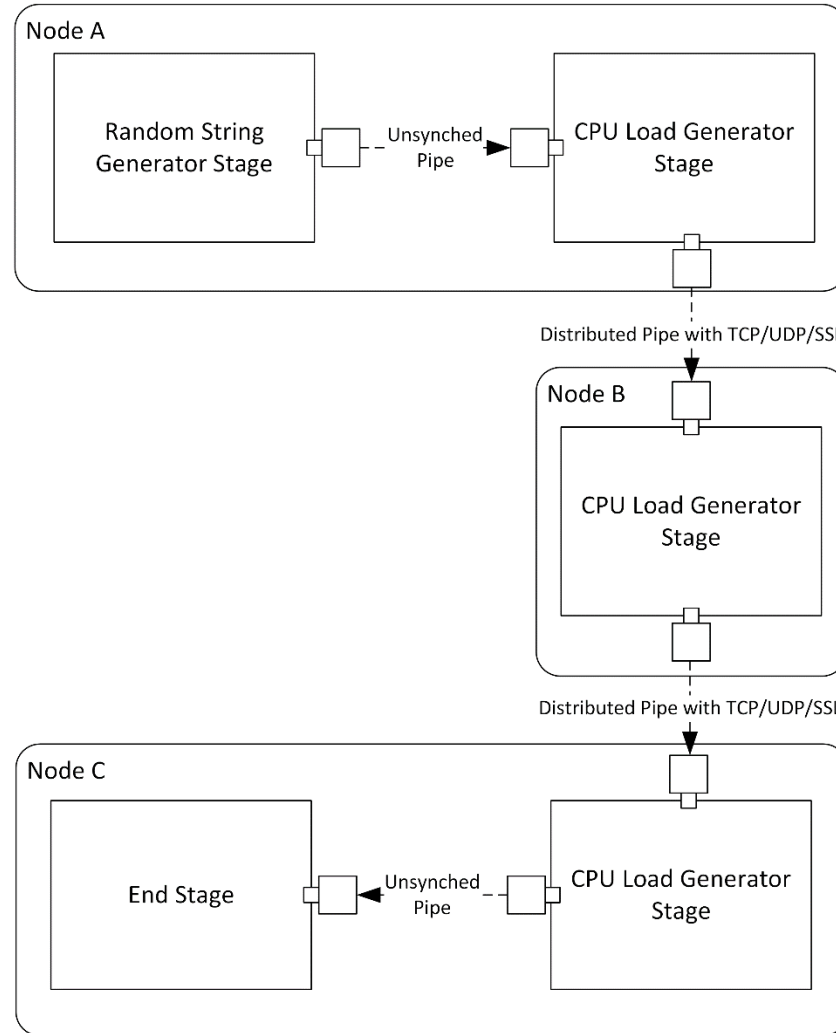 Node A
Random String
Generator Stage
Unsynched
Pipe
CPU Load Generator
Stage
Distributed Pipe with TCP/UDP/SSL
Node B
CPU Load Generator
Stage
Distributed Pipe with TCP/UDP/SSL
Node C
End Stage
Unsynched
Pipe
CPU Load Generator
Stage